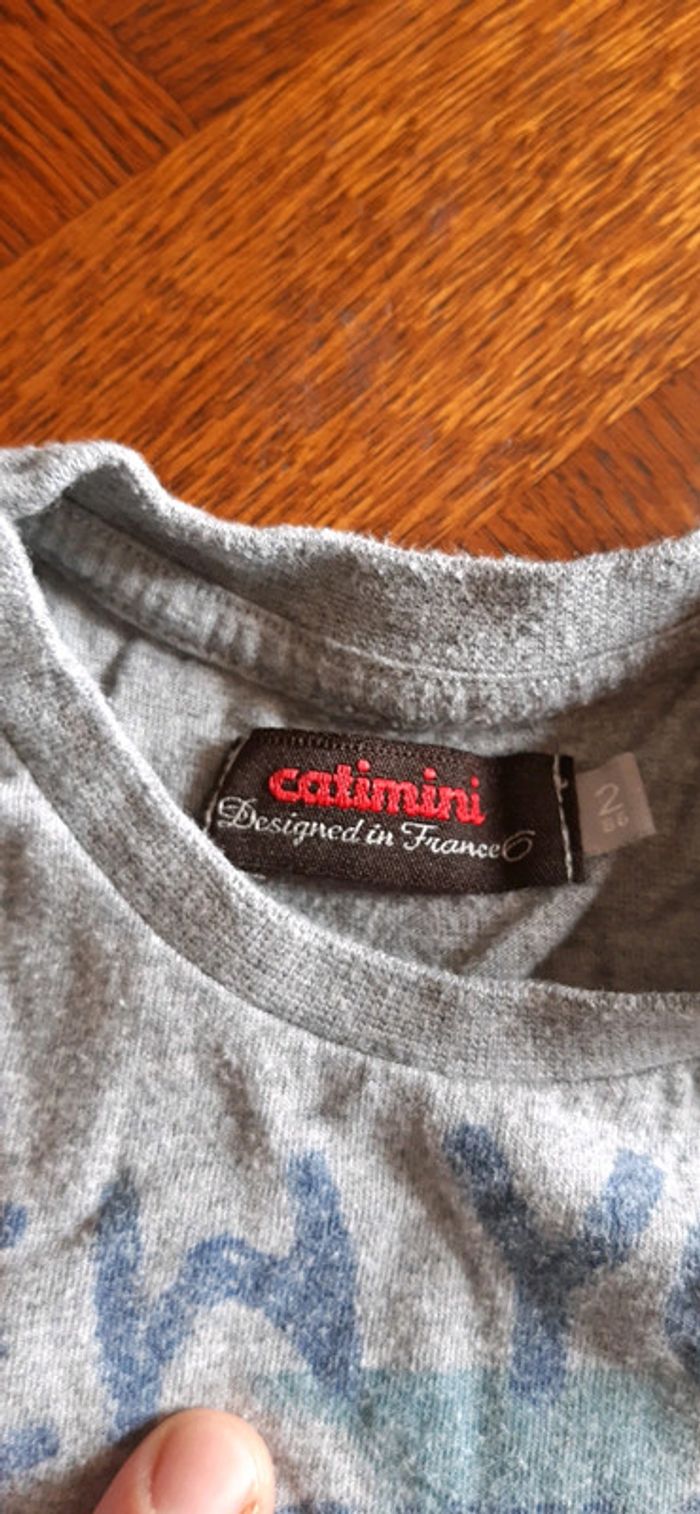 catimini
Designed in France
2
W Y